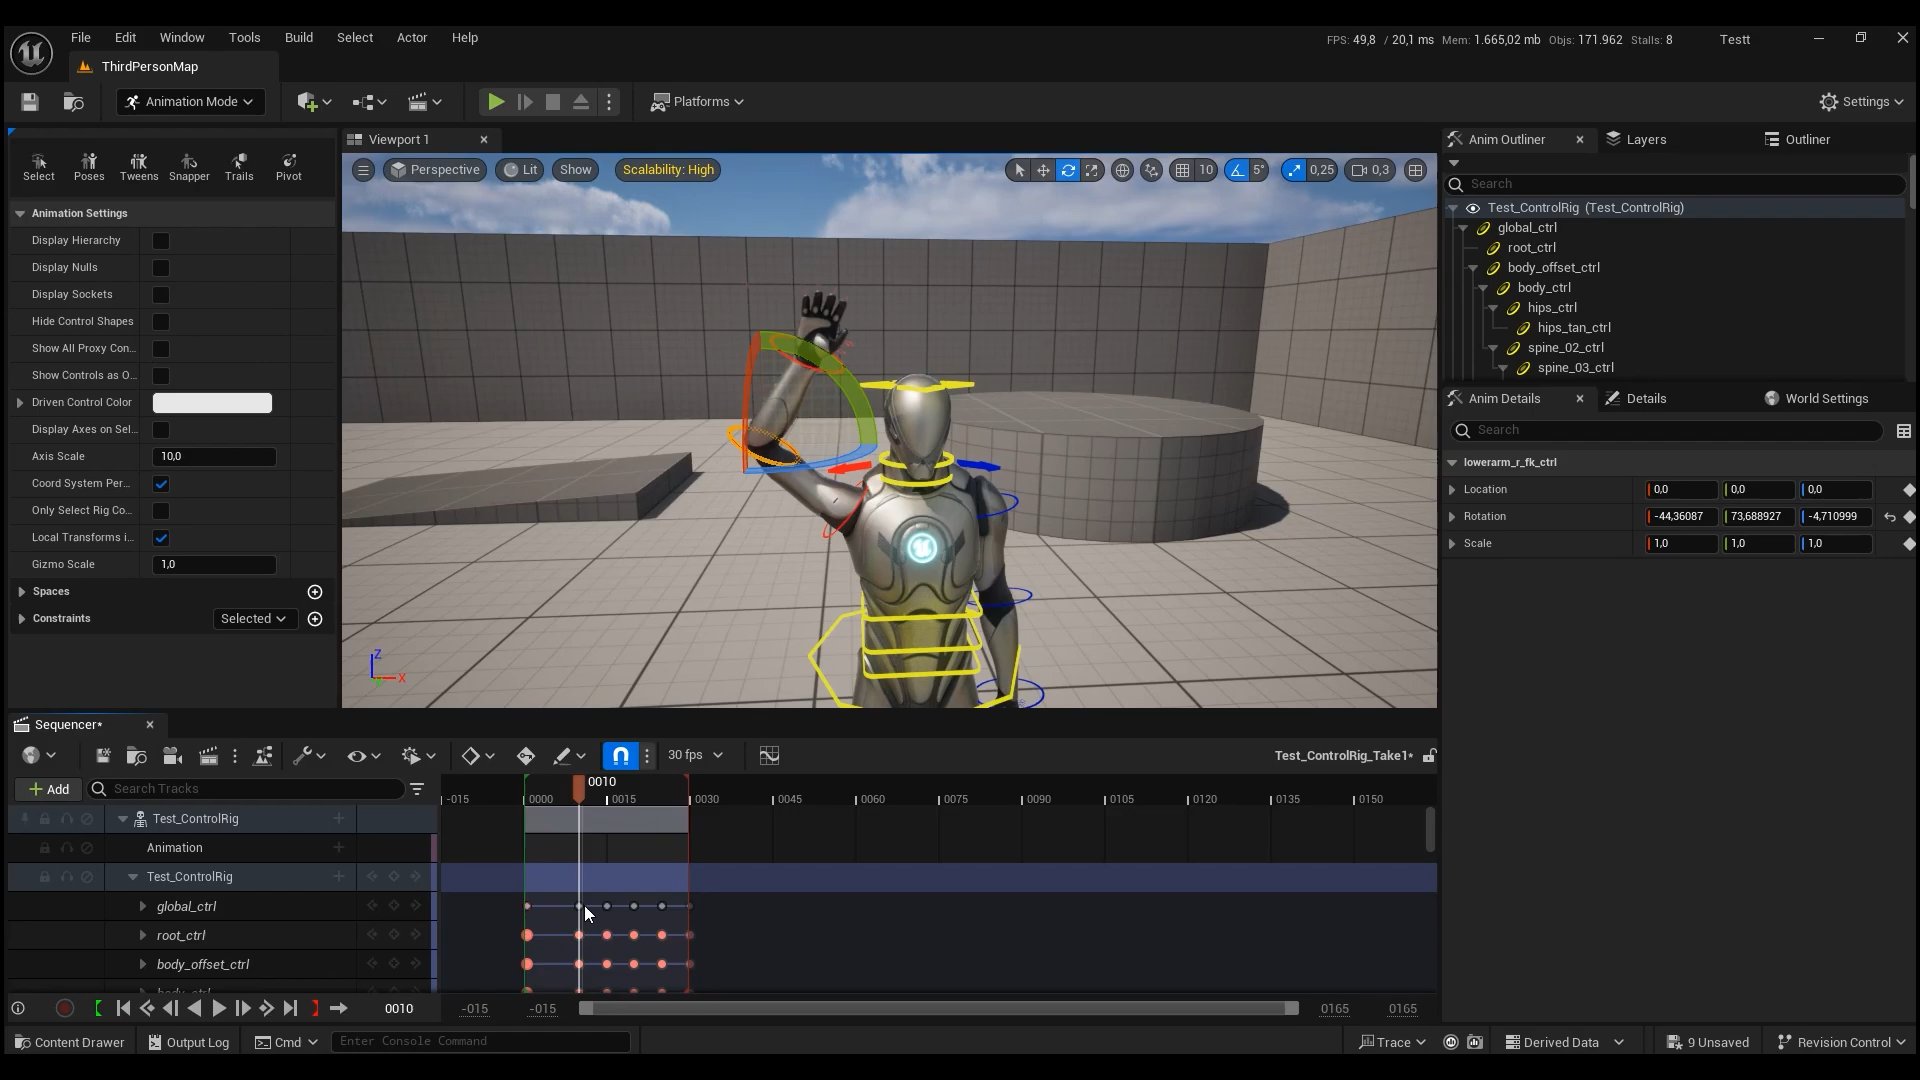 File Edit Window Tools Build Select Actor Help
FPS: 49,8 / 20,1 ms Mem: 1.665,02 mb Objs: 171.962 Stalls: 8 Testt
ThirdPersonMap
Animation Mode Platforms Settings
Viewport 1
Anim Outliner Layers Outliner
Select Poses Tweens Snapper Trails Pivot
Perspective Lit Show Scalability: High 10 5° 0,25 0,3
Search
Animation Settings
Display Hierarchy
Display Nulls
Display Sockets
Hide Control Shapes
Show All Proxy Con...
Show Controls as O...
Driven Control Color
Display Axes on Sel...
Axis Scale 10,0
Coord System Per...
Only Select Rig Co...
Local Transforms i...
Gizmo Scale 1,0
Spaces
Constraints Selected
Z
X
Test_ControlRig (Test_ControlRig)
global_ctrl
root_ctrl
body_offset_ctrl
body_ctrl
hips_ctrl
hips_tan_ctrl
spine_02_ctrl
spine_03_ctrl
Anim Details Details World Settings
Search
lowerarm_r_fk_ctrl
Location 0,0 0,0 0,0
Rotation -44,36087 73,688927 -4,710999
Scale 1,0 1,0 1,0
Sequencer*
30 fps Test_ControlRig_Take1*
Add Search Tracks
0010
-015 0000 0015 0030 0045 0060 0075 0090 0105 0120 0135 0150
Test_ControlRig
Animation
Test_ControlRig
global_ctrl
root_ctrl
body_offset_ctrl
body_ctrl
0010 -015 -015 0165 0165
Content Drawer Output Log Cmd Enter Console Command Trace Derived Data 9 Unsaved Revision Control